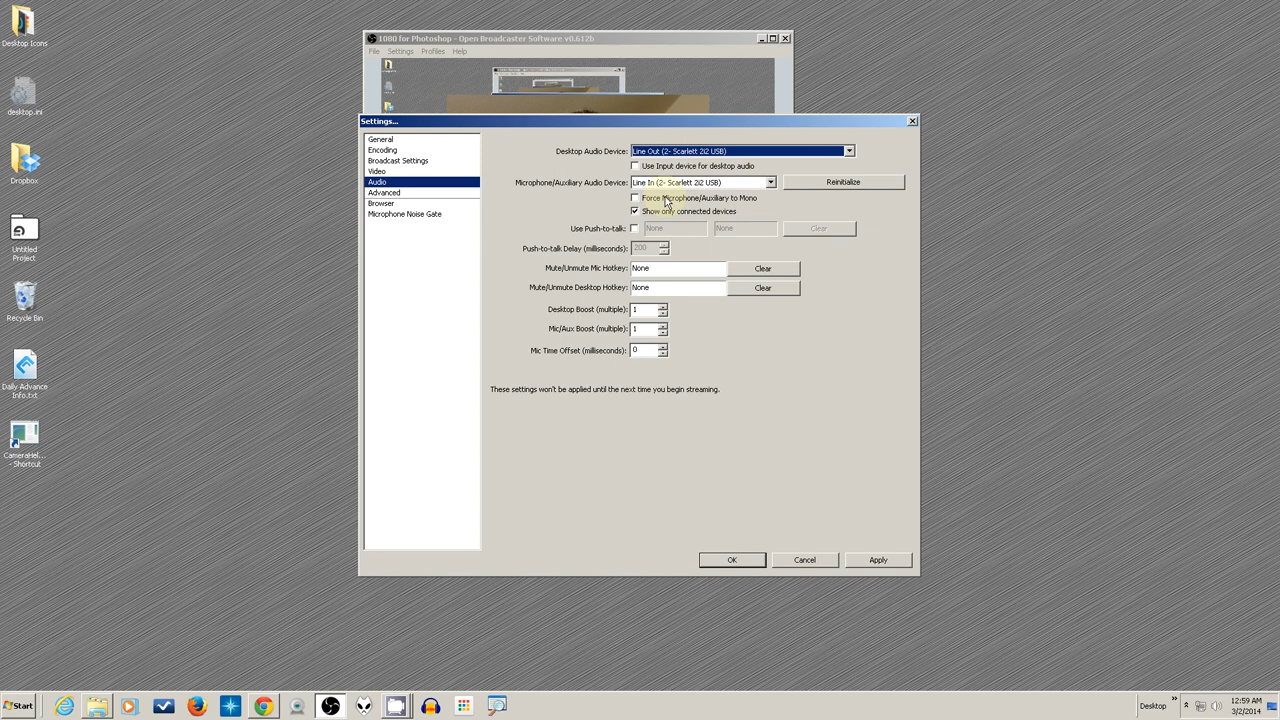 Desktop Icons
desktop.ini
Dropbox
Untitled
Project
Recycle Bin
Daily Advance
Info.txt
CameraHel...
- Shortcut
1080 for Photoshop - Open Broadcaster Software v0.612b
File Settings Profiles Help
Settings...
General
Encoding
Broadcast Settings
Video
Audio
Advanced
Browser
Microphone Noise Gate
Desktop Audio Device: Line Out (2- Scarlett 2i2 USB)
Use Input device for desktop audio
Microphone/Auxiliary Audio Device: Line In (2- Scarlett 2i2 USB) Reinitialize
Force Microphone/Auxiliary to Mono
Show only connected devices
Use Push-to-talk: None None Clear
Push-to-talk Delay (milliseconds): 200
Mute/Unmute Mic Hotkey: None Clear
Mute/Unmute Desktop Hotkey: None Clear
Desktop Boost (multiple): 1
Mic/Aux Boost (multiple): 1
Mic Time Offset (milliseconds): 0
These settings won't be applied until the next time you begin streaming.
OK Cancel Apply
Start
Desktop
12:59 AM
3/2/2014